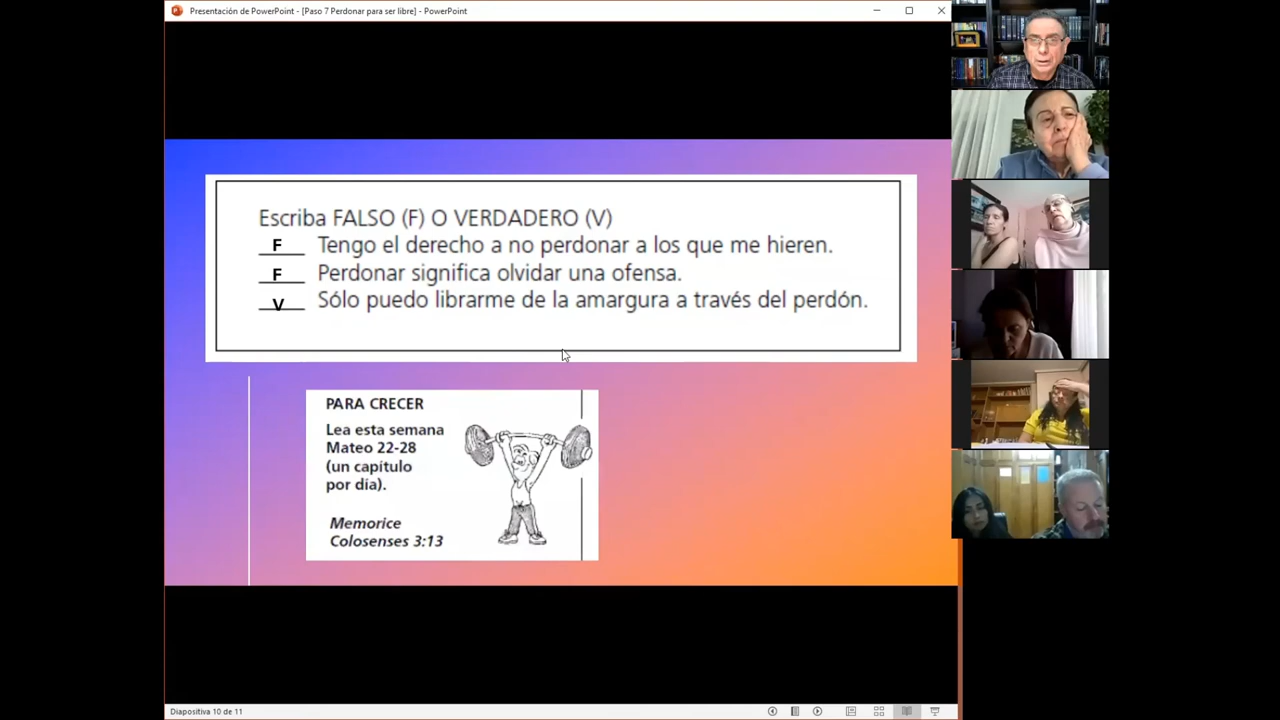 Presentación de PowerPoint - [Paso 7 Perdonar para ser libre] - PowerPoint
Escriba FALSO (F) O VERDADERO (V)
F Tengo el derecho a no perdonar a los que me hieren.
F Perdonar significa olvidar una ofensa.
V Sólo puedo librarme de la amargura a través del perdón.
PARA CRECER
Lea esta semana
Mateo 22-28
(un capítulo
por día).
Memorice
Colosenses 3:13
Diapositiva 10 de 11